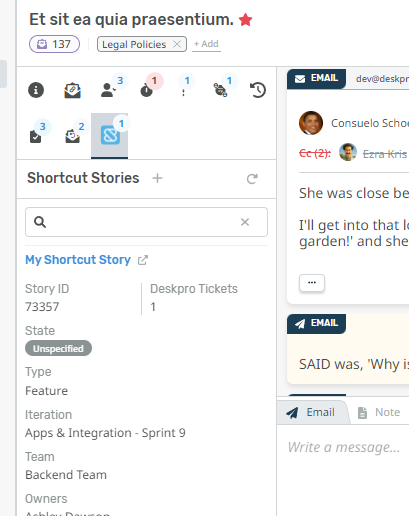 Et sit ea quia praesentium.
137
Legal Policies
+ Add
3
1
1
1
3
2
1
Shortcut Stories
My Shortcut Story
Story ID
Deskpro Tickets
73357
1
State
Unspecified
Type
Feature
Iteration
Apps & Integration - Sprint 9
Team
Backend Team
Owners
EMAIL
dev@deskpr
Consuelo Schoe
Cc (2):
Ezra Kris
She was close be
I'll get into that l
garden!' and she
...
EMAIL
SAID was, 'Why is
Email
Note
Write a message...